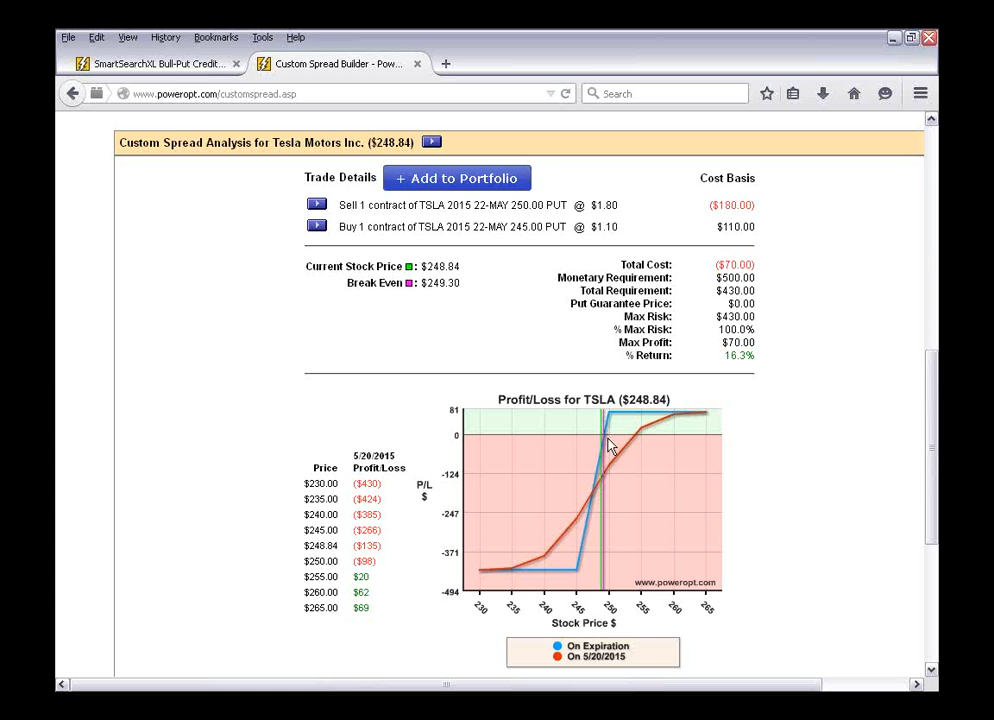 File Edit View History Bookmarks Tools Help
SmartSearchXL Bull-Put Credit... × Custom Spread Builder - Pow... × +
www.poweropt.com/customspread.asp Search
Custom Spread Analysis for Tesla Motors Inc. ($248.84)
Trade Details + Add to Portfolio Cost Basis
Sell 1 contract of TSLA 2015 22-MAY 250.00 PUT @ $1.80 ($180.00)
Buy 1 contract of TSLA 2015 22-MAY 245.00 PUT @ $1.10 $110.00
Current Stock Price : $248.84
Break Even : $249.30
Total Cost: ($70.00)
Monetary Requirement: $500.00
Total Requirement: $430.00
Put Guarantee Price: $0.00
Max Risk: $430.00
% Max Risk: 100.0%
Max Profit: $70.00
% Return: 16.3%
5/20/2015
Price Profit/Loss
$230.00 ($430)
$235.00 ($424)
$240.00 ($385)
$245.00 ($266)
$248.84 ($135)
$250.00 ($98)
$255.00 $20
$260.00 $62
$265.00 $69
Profit/Loss for TSLA ($248.84)
81
0
-124
-247
-371
-494
P/L
$
www.poweropt.com
230 235 240 245 250 255 260 265
Stock Price $
On Expiration
On 5/20/2015